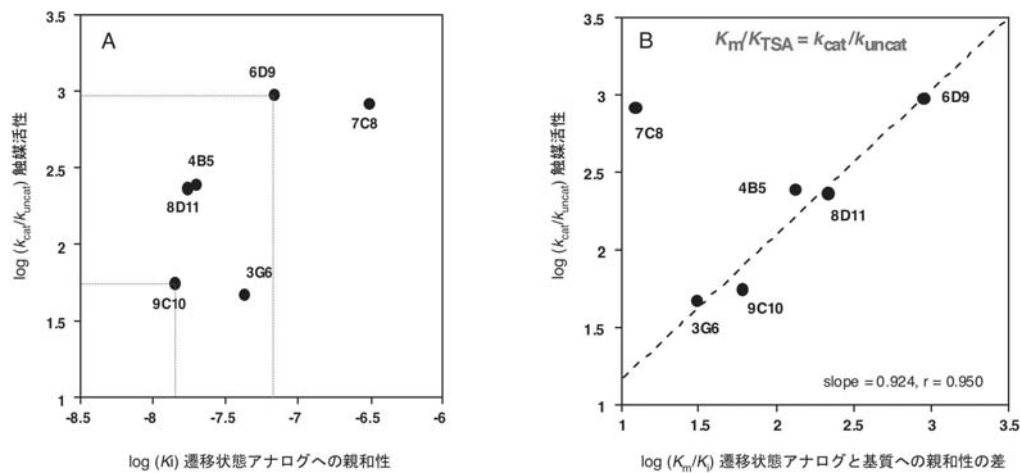 A
log (kcat/kuncat) 触媒活性
3.5
3
2.5
2
1.5
1
6D9
7C8
4B5
8D11
3G6
9C10
-8.5 -8 -7.5 -7 -6.5 -6
log (Ki) 遷移状態アナログへの親和性
B
Km/KTSA = kcat/kuncat
log (kcat/kuncat) 触媒活性
3.5
3
2.5
2
1.5
1
6D9
7C8
4B5
8D11
9C10
3G6
slope = 0.924, r = 0.950
1 1.5 2 2.5 3 3.5
log (Km/Ki) 遷移状態アナログと基質への親和性の差